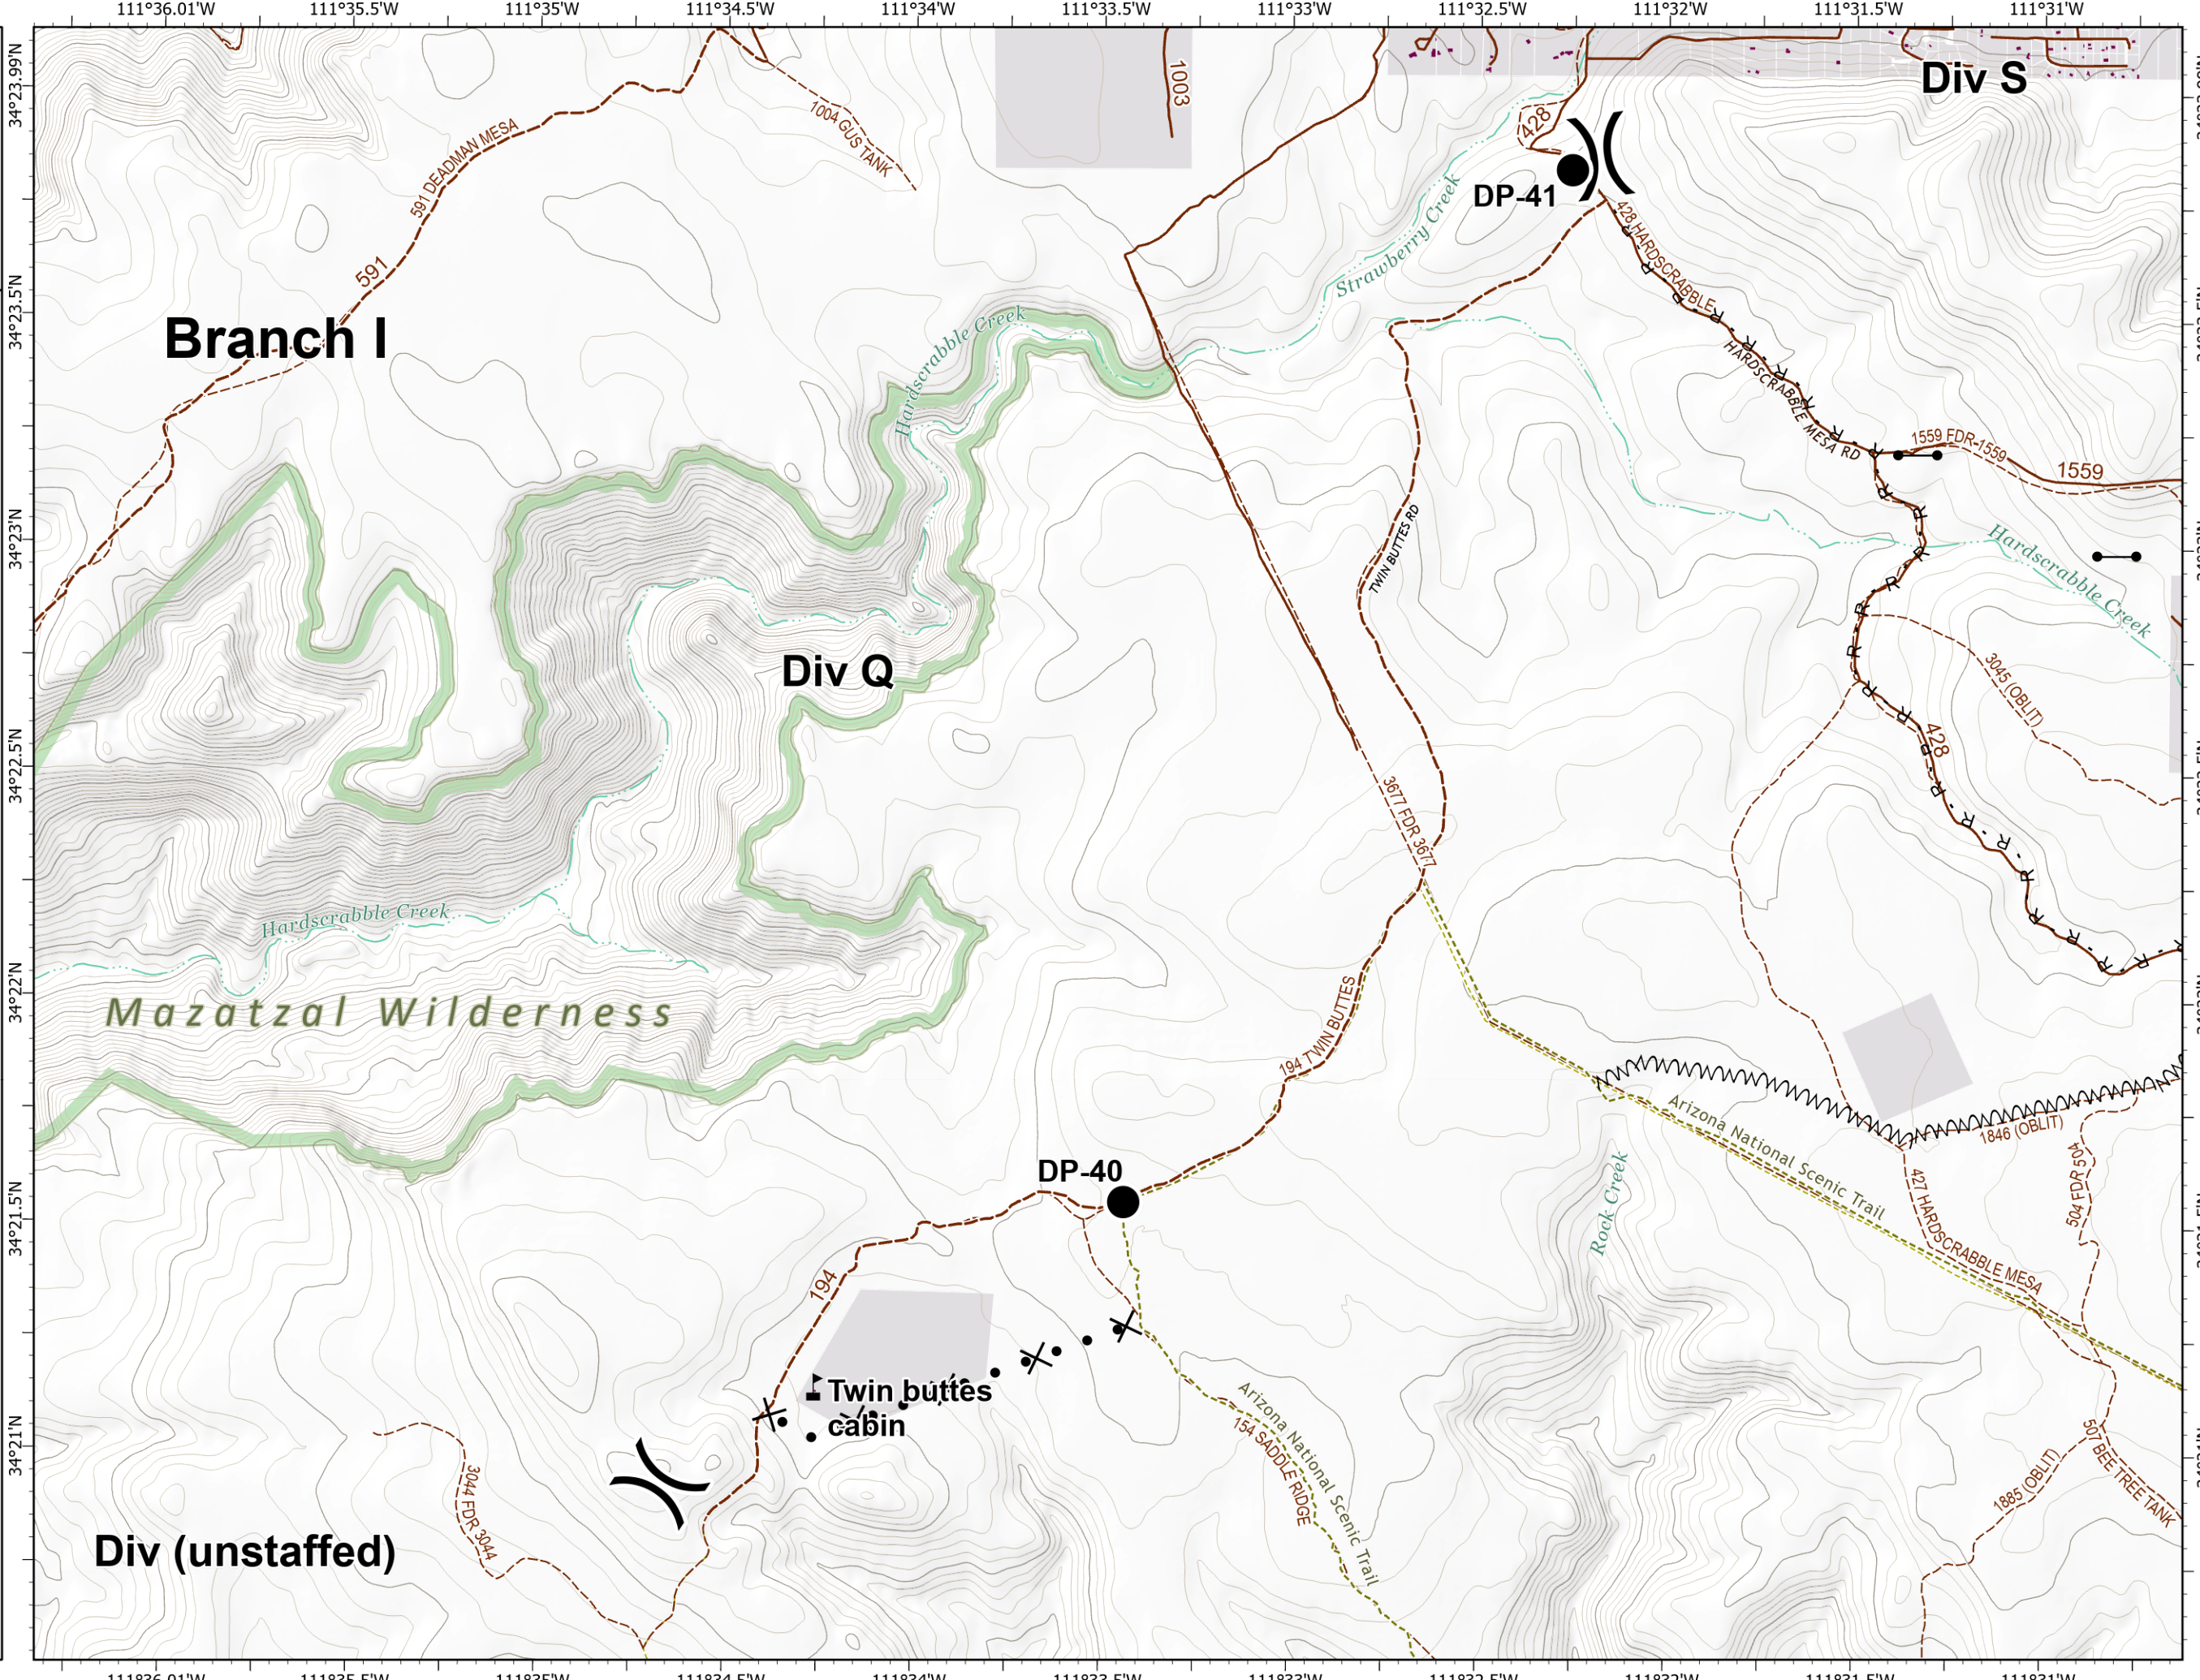 111°36.01'W 111°35.5'W 111°35'W 111°34.5'W 111°34'W 111°33.5'W 111°33'W 111°32.5'W 111°32'W 111°31.5'W 111°31'W
34°23.99'N
1003
Div S
1004 GUS TANK
428
591 DEADMAN MESA
DP-41
Strawberry Creek
428 HARDSCRABBLE
591
34°23.5'N
Branch I
Hardscrabble Creek
HARDSCRABBLE MESA RD
1559 FDR-1559
1559
R - R - R - R
34°23'N
TWIN BUTTES RD
Hardscrabble Creek
Div Q
3045 (OBLIT)
34°22.5'N
428
3677 FDR 3677
Hardscrabble Creek
34°22'N
Mazatzal Wilderness
194 TWIN BUTTES
Arizona National Scenic Trail
1846 (OBLIT)
DP-40
Rock Creek
427 HARDSCRABBLE MESA
504 FDR 504
34°21.5'N
194
Twin buttes
cabin
Arizona National Scenic Trail
154 SADDLE RIDGE
34°21'N
3044 FDR 3044
1885 (OBLIT)
507 BEE TREE TANK
Div (unstaffed)